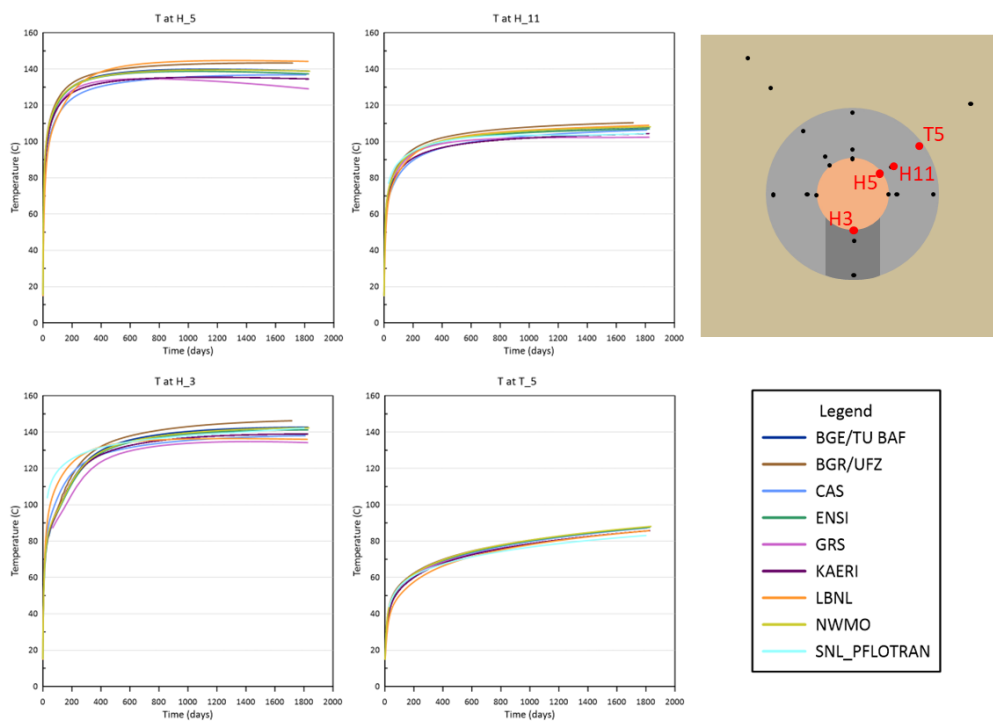 T at H_5
160
140
120
100
80
60
40
20
0
Temperature (C)
0 200 400 600 800 1000 1200 1400 1600 1800 2000
Time (days)
T at H_11
160
140
120
100
80
60
40
20
0
Temperature (C)
0 200 400 600 800 1000 1200 1400 1600 1800 2000
Time (days)
T5
H11
H5
H3
T at H_3
160
140
120
100
80
60
40
20
0
Temperature (C)
0 200 400 600 800 1000 1200 1400 1600 1800 2000
Time (days)
T at T_5
160
140
120
100
80
60
40
20
0
Temperature (C)
0 200 400 600 800 1000 1200 1400 1600 1800 2000
Time (days)
Legend
BGE/TU BAF
BGR/UFZ
CAS
ENSI
GRS
KAERI
LBNL
NWMO
SNL_PFLOTRAN